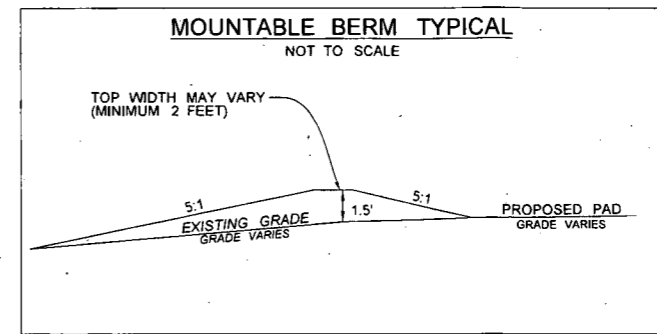 MOUNTABLE BERM TYPICAL
NOT TO SCALE
TOP WIDTH MAY VARY
(MINIMUM 2 FEET)
5:1
5:1
1.5'
EXISTING GRADE
GRADE VARIES
PROPOSED PAD
GRADE VARIES